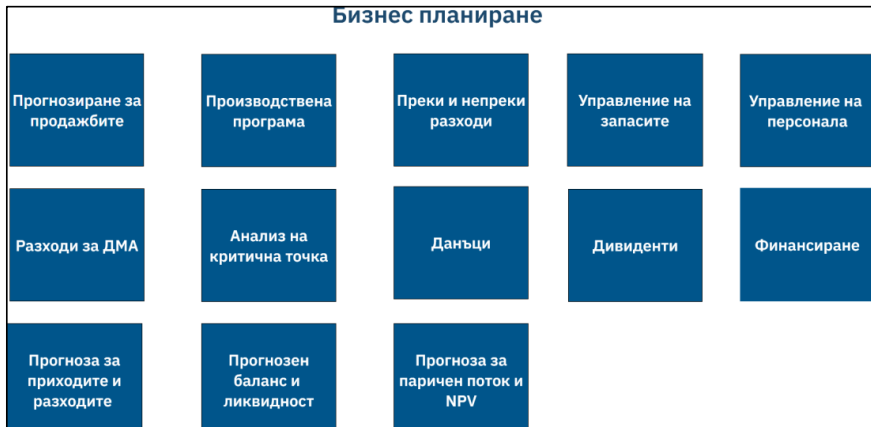 Бизнес планиране
Прогнозиране за
продажбите
Производствена
програма
Преки и непреки
разходи
Управление на
запасите
Управление на
персонала
Разходи за ДМА
Анализ на
критична точка
Данъци
Дивиденти
Финансиране
Прогноза за
приходите и
разходите
Прогнозен
баланс и
ликвидност
Прогноза за
паричен поток и
NPV